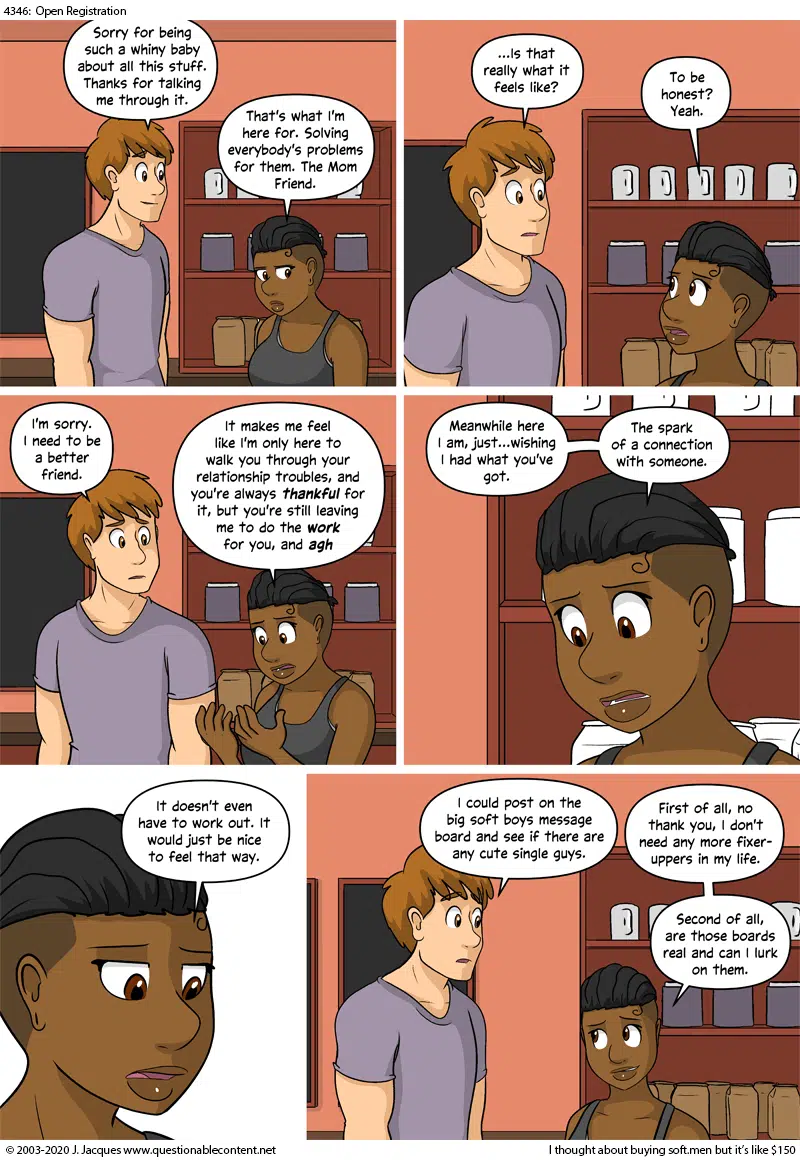 4346: Open Registration
Sorry for being
such a whiny baby
about all this stuff.
Thanks for talking
me through it.
That's what I'm
here for. Solving
everybody's problems
for them. The Mom
Friend.
...Is that
really what it
feels like?
To be
honest?
Yeah.
I'm sorry.
I need to be
a better
friend.
It makes me feel
like I'm only here to
walk you through your
relationship troubles, and
you're always thankful for
it, but you're still leaving
me to do the work
for you, and agh
Meanwhile here
I am, just...wishing
I had what you've
got.
The spark
of a connection
with someone.
It doesn't even
have to work out. It
would just be nice
to feel that way.
I could post on the
big soft boys message
board and see if there are
any cute single guys.
First of all, no
thank you, I don't
need any more fixer-
uppers in my life.
Second of all,
are those boards
real and can I lurk
on them.
© 2003-2020 J. Jacques www.questionablecontent.net
I thought about buying soft.men but it's like $150